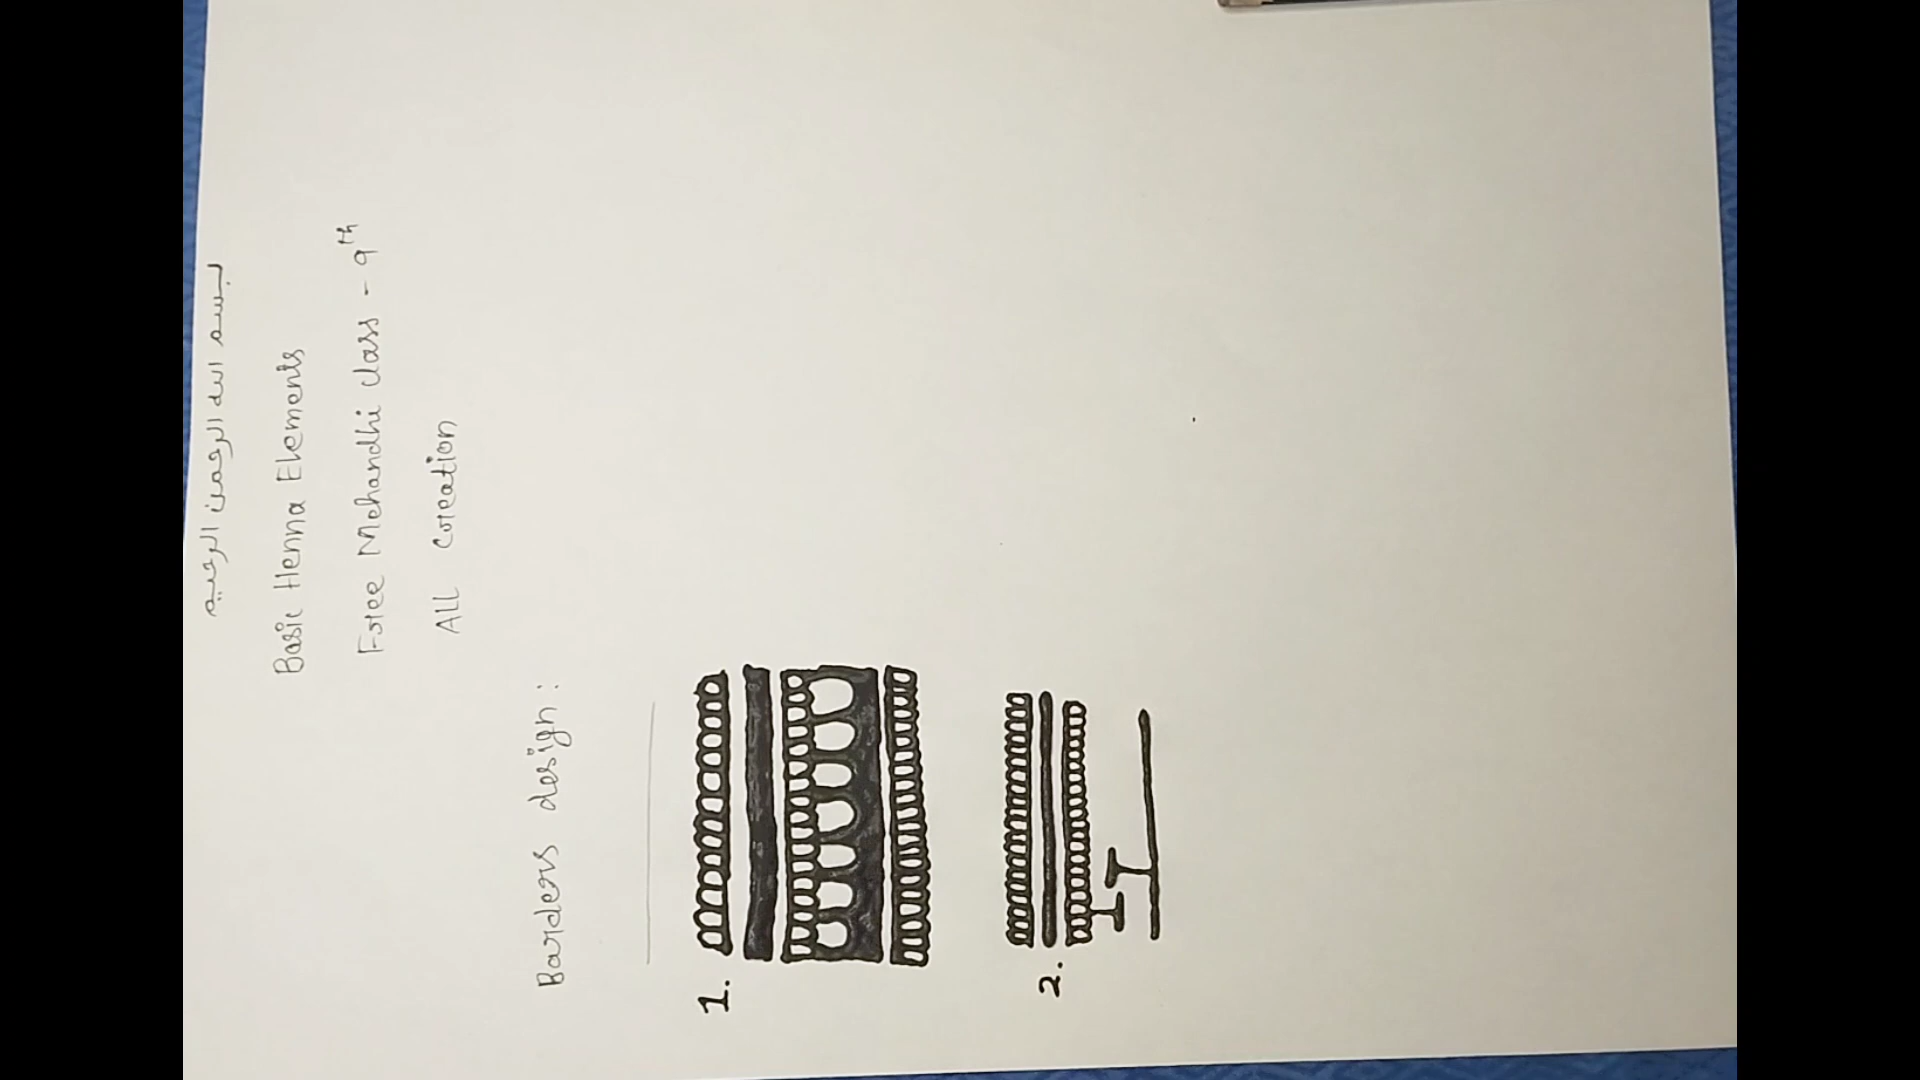 بسم الله الرحمن الرحيم
Basic Henna Elements
Free Mehandhi class - 9th
All Creation
Borders design :
1.
2.